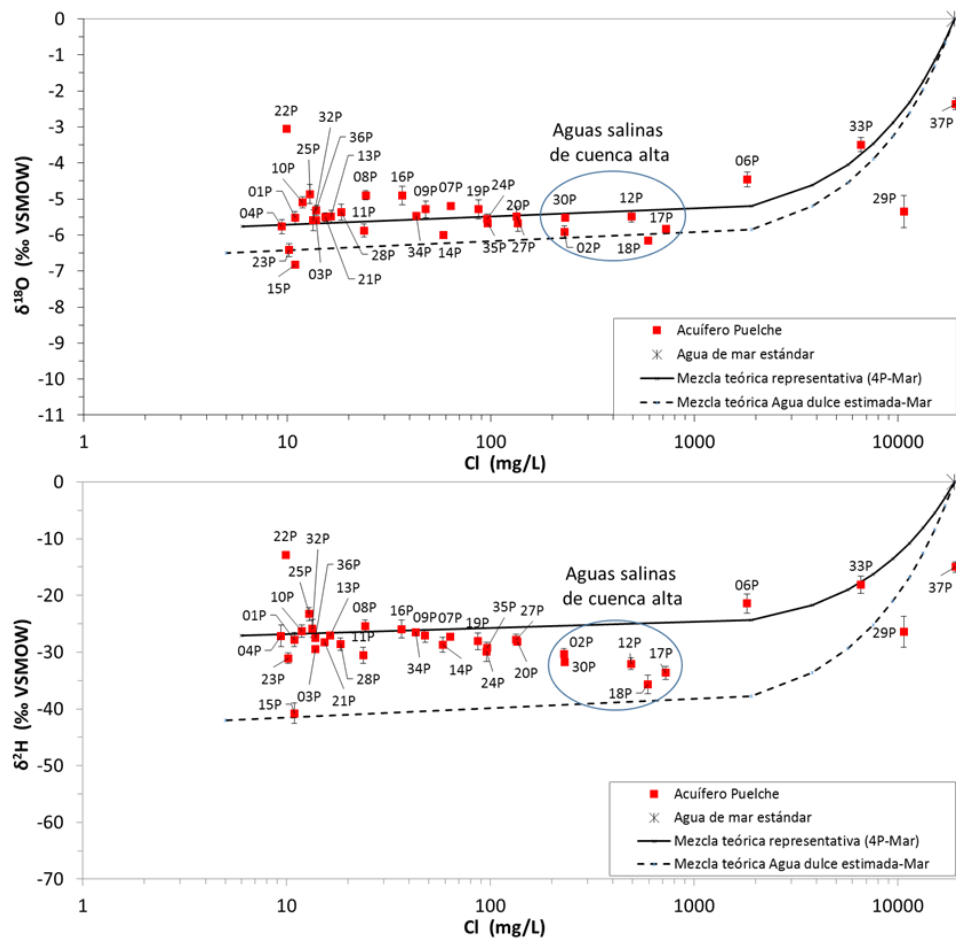 0
-1
-2
-3
-4
-5
-6
-7
-8
-9
-10
-11
δ18O (‰ VSMOW)
22P
32P
25P
36P
10P
13P
01P
08P
16P
09P
07P
19P
24P
04P
11P
20P
34P
14P
35P
27P
23P
28P
15P
03P
21P
Aguas salinas
de cuenca alta
30P
12P
17P
02P
18P
06P
33P
37P
29P
Acuífero Puelche
Agua de mar estándar
Mezcla teórica representativa (4P-Mar)
Mezcla teórica Agua dulce estimada-Mar
1
10
100
1000
10000
Cl (mg/L)
0
-10
-20
-30
-40
-50
-60
-70
δ2H (‰ VSMOW)
22P
32P
25P
36P
10P
13P
01P
08P
16P
09P
07P
19P
35P
27P
04P
11P
34P
14P
24P
20P
23P
28P
03P
21P
15P
Aguas salinas
de cuenca alta
02P
12P
17P
30P
18P
06P
33P
37P
29P
Acuífero Puelche
Agua de mar estándar
Mezcla teórica representativa (4P-Mar)
Mezcla teórica Agua dulce estimada-Mar
1
10
100
1000
10000
Cl (mg/L)